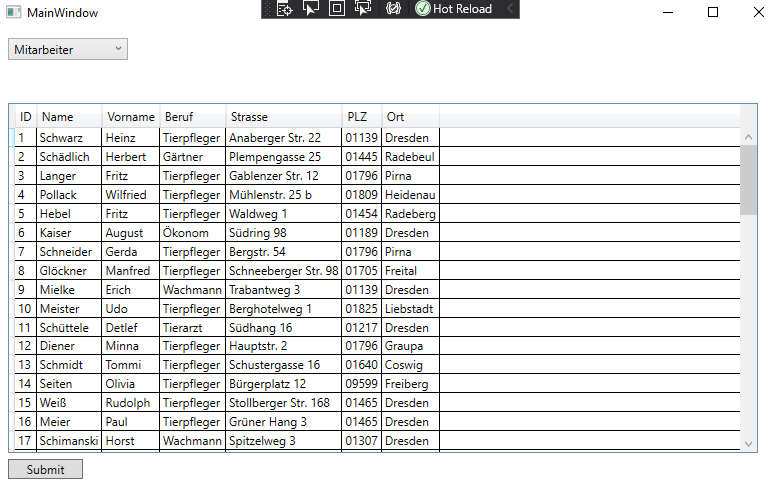 MainWindow
Hot Reload
Mitarbeiter
ID Name Vorname Beruf Strasse PLZ Ort
1 Schwarz Heinz Tierpfleger Anaberger Str. 22 01139 Dresden
2 Schädlich Herbert Gärtner Plempengasse 25 01445 Radebeul
3 Langer Fritz Tierpfleger Gablenzer Str. 12 01796 Pirna
4 Pollack Wilfried Tierpfleger Mühlenstr. 25 b 01809 Heidenau
5 Hebel Fritz Tierpfleger Waldweg 1 01454 Radeberg
6 Kaiser August Ökonom Südring 98 01189 Dresden
7 Schneider Gerda Tierpfleger Bergstr. 54 01796 Pirna
8 Glöckner Manfred Tierpfleger Schneeberger Str. 98 01705 Freital
9 Mielke Erich Wachmann Trabantweg 3 01139 Dresden
10 Meister Udo Tierpfleger Berghotelweg 1 01825 Liebstadt
11 Schüttele Detlef Tierarzt Südhang 16 01217 Dresden
12 Diener Minna Tierpfleger Hauptstr. 2 01796 Graupa
13 Schmidt Tommi Tierpfleger Schustergasse 16 01640 Coswig
14 Seiten Olivia Tierpfleger Bürgerplatz 12 09599 Freiberg
15 Weiß Rudolph Tierpfleger Stollberger Str. 168 01465 Dresden
16 Meier Paul Tierpfleger Grüner Hang 3 01465 Dresden
17 Schimanski Horst Wachmann Spitzelweg 3 01307 Dresden
Submit